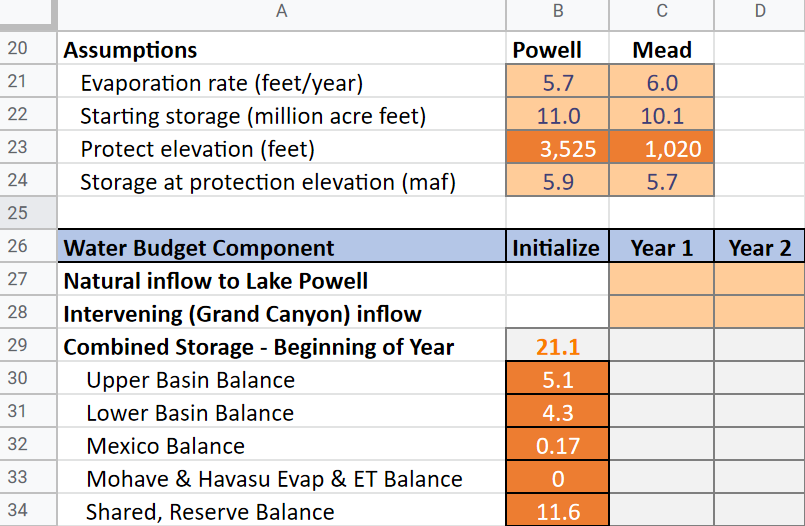 A B C D
20 Assumptions Powell Mead
21 Evaporation rate (feet/year) 5.7 6.0
22 Starting storage (million acre feet) 11.0 10.1
23 Protect elevation (feet) 3,525 1,020
24 Storage at protection elevation (maf) 5.9 5.7
25
26 Water Budget Component Initialize Year 1 Year 2
27 Natural inflow to Lake Powell
28 Intervening (Grand Canyon) inflow
29 Combined Storage - Beginning of Year 21.1
30 Upper Basin Balance 5.1
31 Lower Basin Balance 4.3
32 Mexico Balance 0.17
33 Mohave & Havasu Evap & ET Balance 0
34 Shared, Reserve Balance 11.6